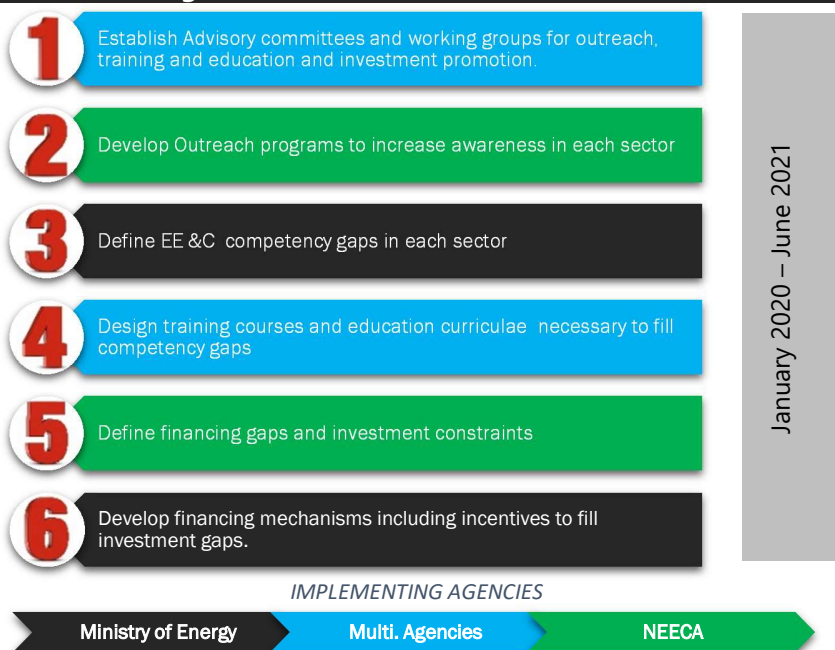 1
Establish Advisory committees and working groups for outreach,
training and education and investment promotion.
2
Develop Outreach programs to increase awareness in each sector
3
Define EE &C  competency gaps in each sector
4
Design training courses and education curriculae  necessary to fill
competency gaps
5
Define financing gaps and investment constraints
6
Develop financing mechanisms including incentives to fill
investment gaps.
January 2020 – June 2021
IMPLEMENTING AGENCIES
Ministry of Energy
Multi. Agencies
NEECA